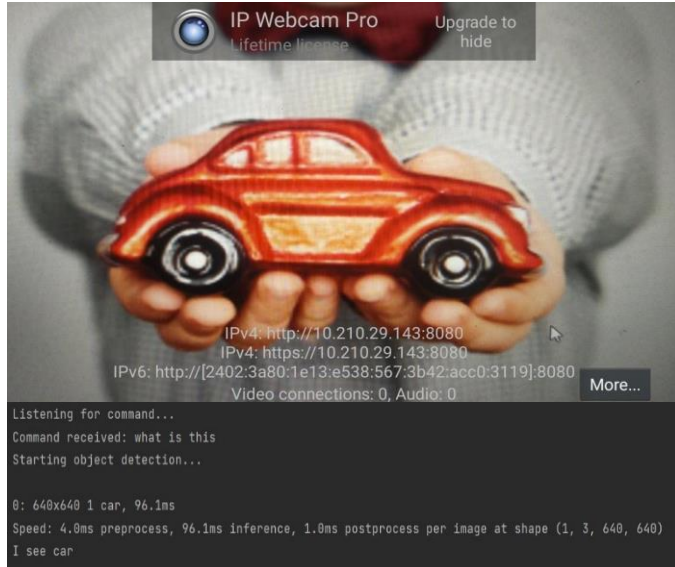 IP Webcam Pro
Lifetime license
Upgrade to
hide
IPv4: http://10.210.29.143:8080
IPv4: https://10.210.29.143:8080
IPv6: http://[2402:3a80:1e13:e538:567:3b42:acc0:3119]:8080
Video connections: 0, Audio: 0
More...
Listening for command...
Command received: what is this
Starting object detection...
0: 640x640 1 car, 96.1ms
Speed: 4.0ms preprocess, 96.1ms inference, 1.0ms postprocess per image at shape (1, 3, 640, 640)
I see car